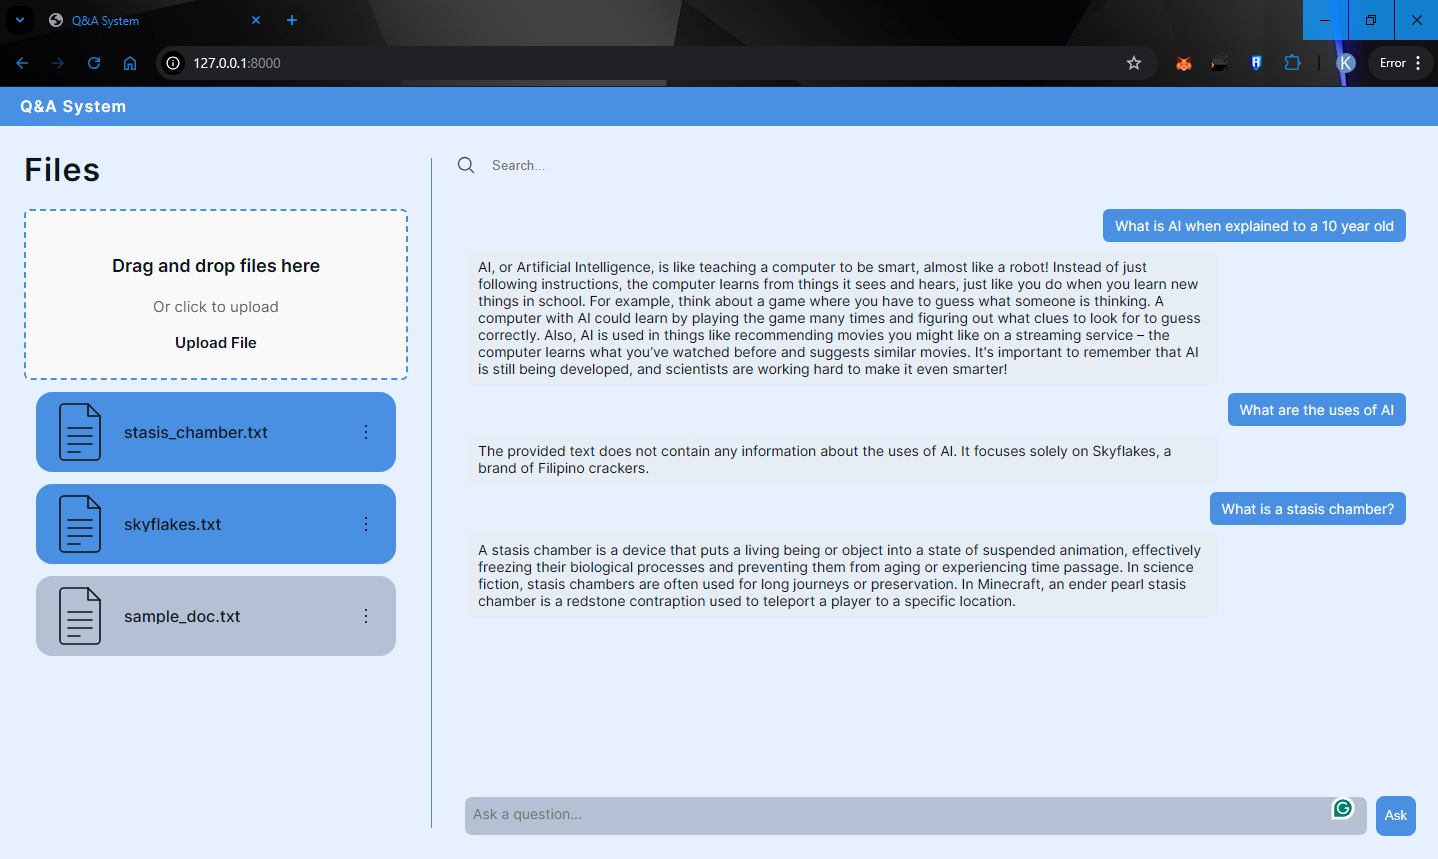 Q&A System
127.0.0.1:8000
K
Error
Q&A System
Files
Drag and drop files here
Or click to upload
Upload File
stasis_chamber.txt
skyflakes.txt
sample_doc.txt
Search...
What is AI when explained to a 10 year old
AI, or Artificial Intelligence, is like teaching a computer to be smart, almost like a robot! Instead of just
following instructions, the computer learns from things it sees and hears, just like you do when you learn new
things in school. For example, think about a game where you have to guess what someone is thinking. A
computer with AI could learn by playing the game many times and figuring out what clues to look for to guess
correctly. Also, AI is used in things like recommending movies you might like on a streaming service – the
computer learns what you’ve watched before and suggests similar movies. It's important to remember that AI
is still being developed, and scientists are working hard to make it even smarter!
What are the uses of AI
The provided text does not contain any information about the uses of AI. It focuses solely on Skyflakes, a
brand of Filipino crackers.
What is a stasis chamber?
A stasis chamber is a device that puts a living being or object into a state of suspended animation, effectively
freezing their biological processes and preventing them from aging or experiencing time passage. In science
fiction, stasis chambers are often used for long journeys or preservation. In Minecraft, an ender pearl stasis
chamber is a redstone contraption used to teleport a player to a specific location.
Ask a question...
Ask